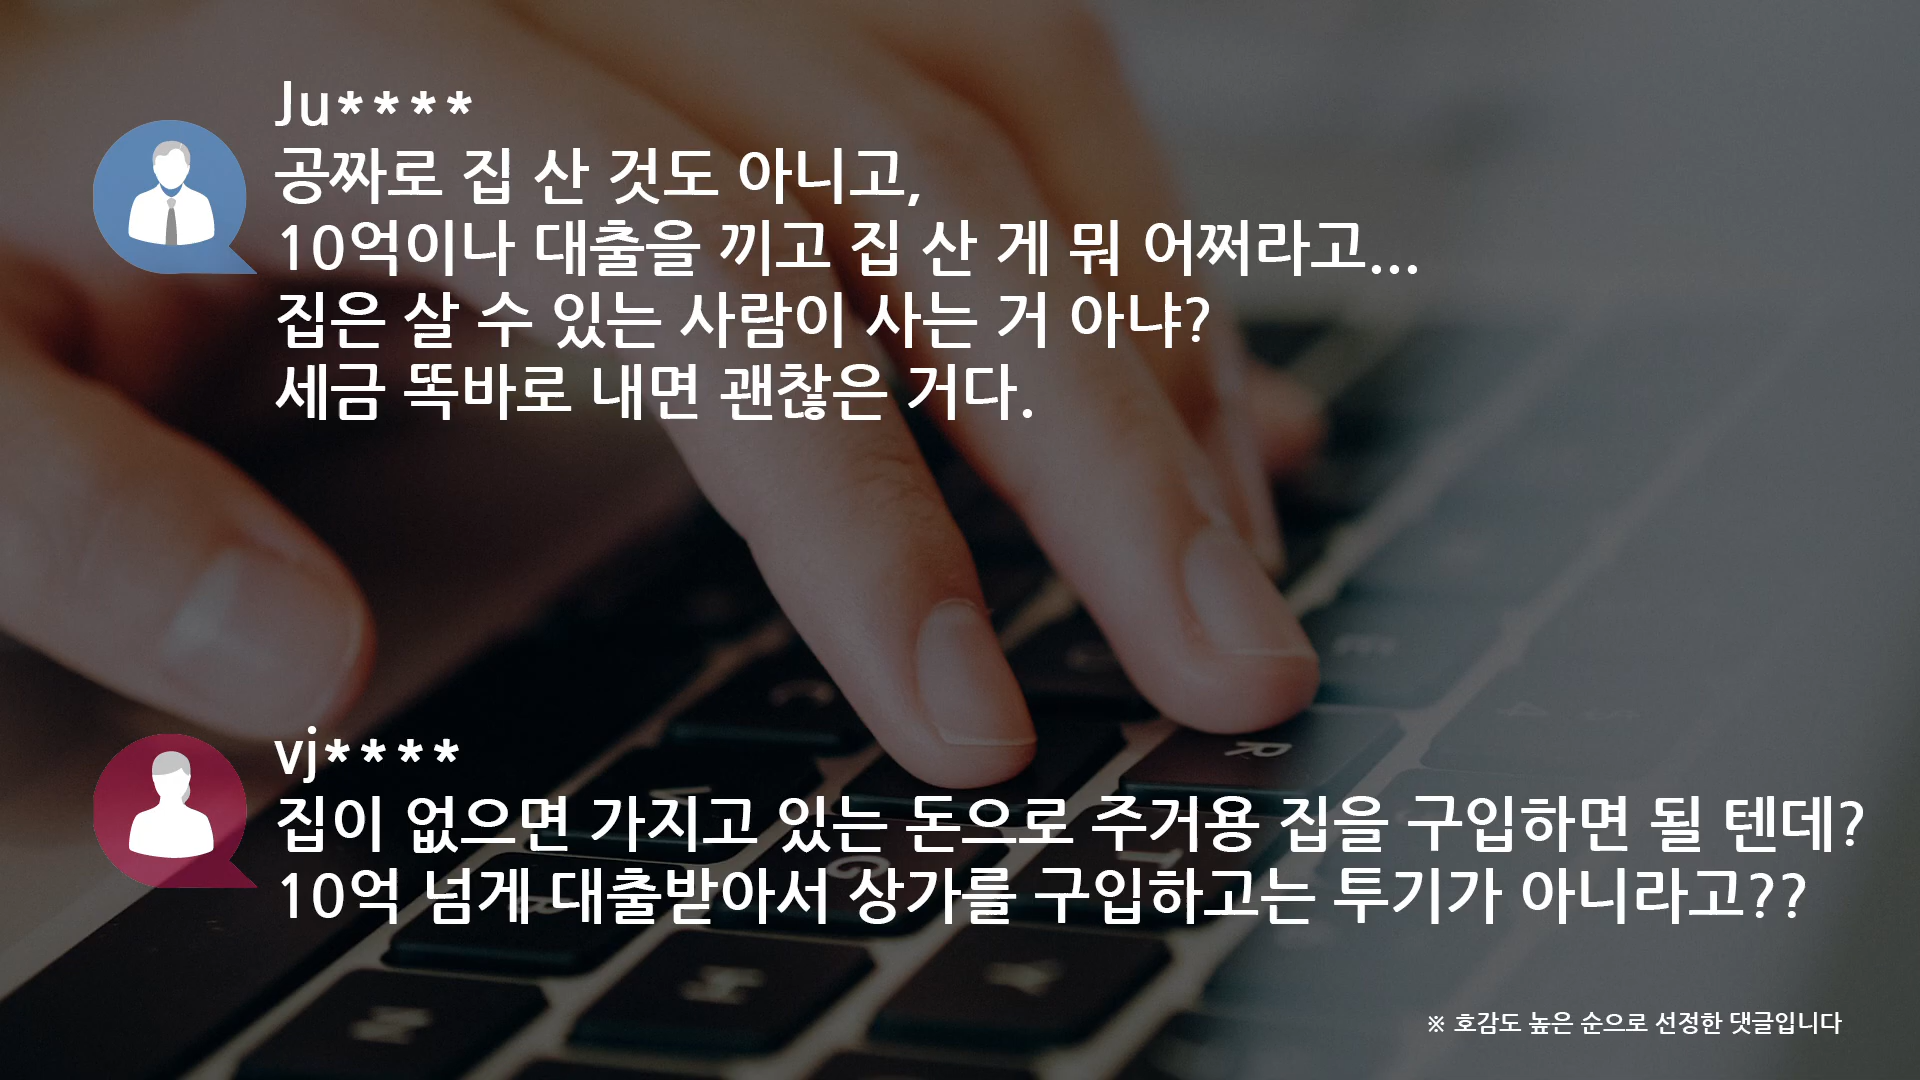 Ju****
공짜로 집 산 것도 아니고,
10억이나 대출을 끼고 집 산 게 뭐 어쩌라고...
집은 살 수 있는 사람이 사는 거 아냐?
세금 똑바로 내면 괜찮은 거다.
vj****
집이 없으면 가지고 있는 돈으로 주거용 집을 구입하면 될 텐데?
10억 넘게 대출받아서 상가를 구입하고는 투기가 아니라고??
※ 호감도 높은 순으로 선정한 댓글입니다